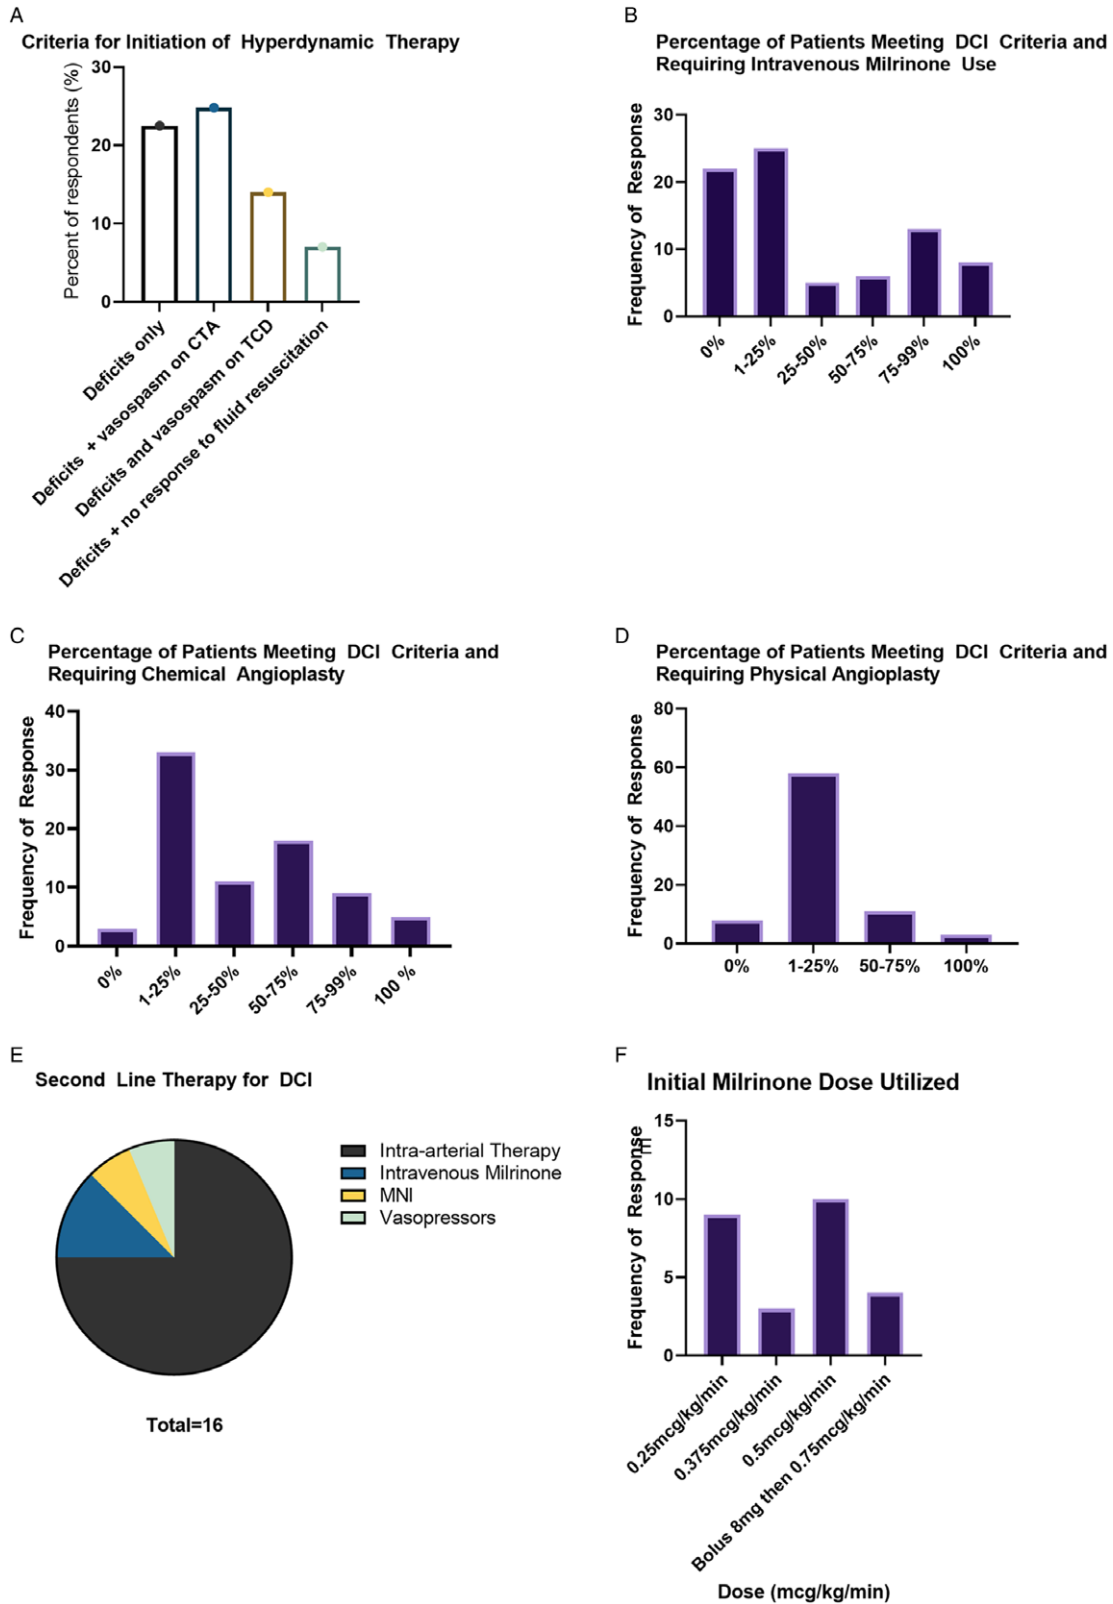 A
Criteria for Initiation of Hyperdynamic Therapy
Percent of respondents (%)
30
20
10
0
Deficits only
Deficits + vasospasm on CTA
Deficits and vasospasm on TCD
Deficits + no response to fluid resuscitation
B
Percentage of Patients Meeting DCI Criteria and
Requiring Intravenous Milrinone Use
Frequency of Response
30
20
10
0
0%
1-25%
25-50%
50-75%
75-99%
100%
C
Percentage of Patients Meeting DCI Criteria and
Requiring Chemical Angioplasty
Frequency of Response
40
30
20
10
0
0%
1-25%
25-50%
50-75%
75-99%
100 %
D
Percentage of Patients Meeting DCI Criteria and
Requiring Physical Angioplasty
Frequency of Response
80
60
40
20
0
0%
1-25%
50-75%
100%
E
Second Line Therapy for DCI
Intra-arterial Therapy
Intravenous Milrinone
MNI
Vasopressors
Total=16
F
Initial Milrinone Dose Utilized
Frequency of Response
E
15
10
5
0
0.25mcg/kg/min
0.375mcg/kg/min
0.5mcg/kg/min
Bolus 8mg then 0.75mcg/kg/min
Dose (mcg/kg/min)